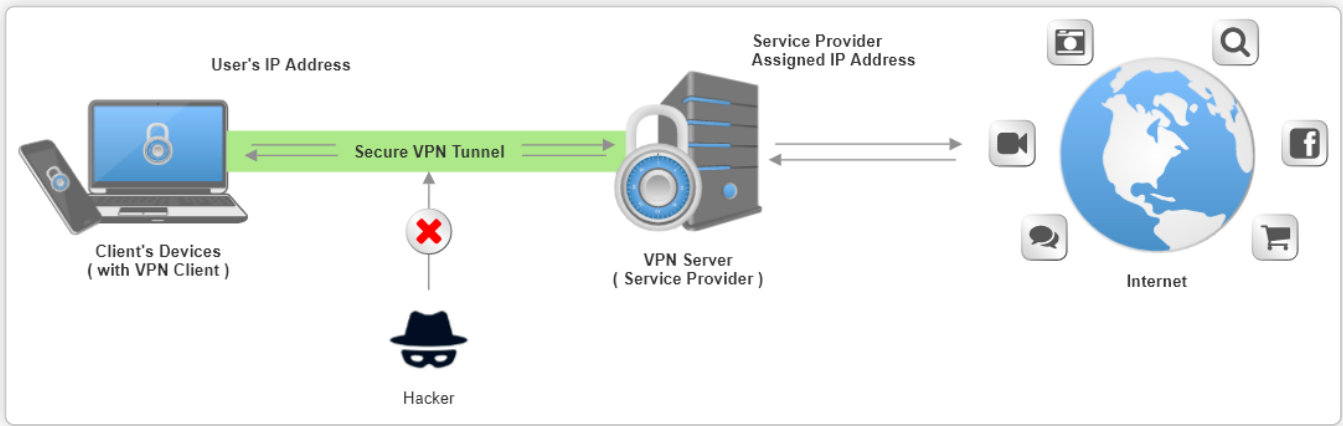 User's IP Address
Service Provider
Assigned IP Address
Secure VPN Tunnel
Client's Devices
( with VPN Client )
VPN Server
( Service Provider )
Internet
Hacker